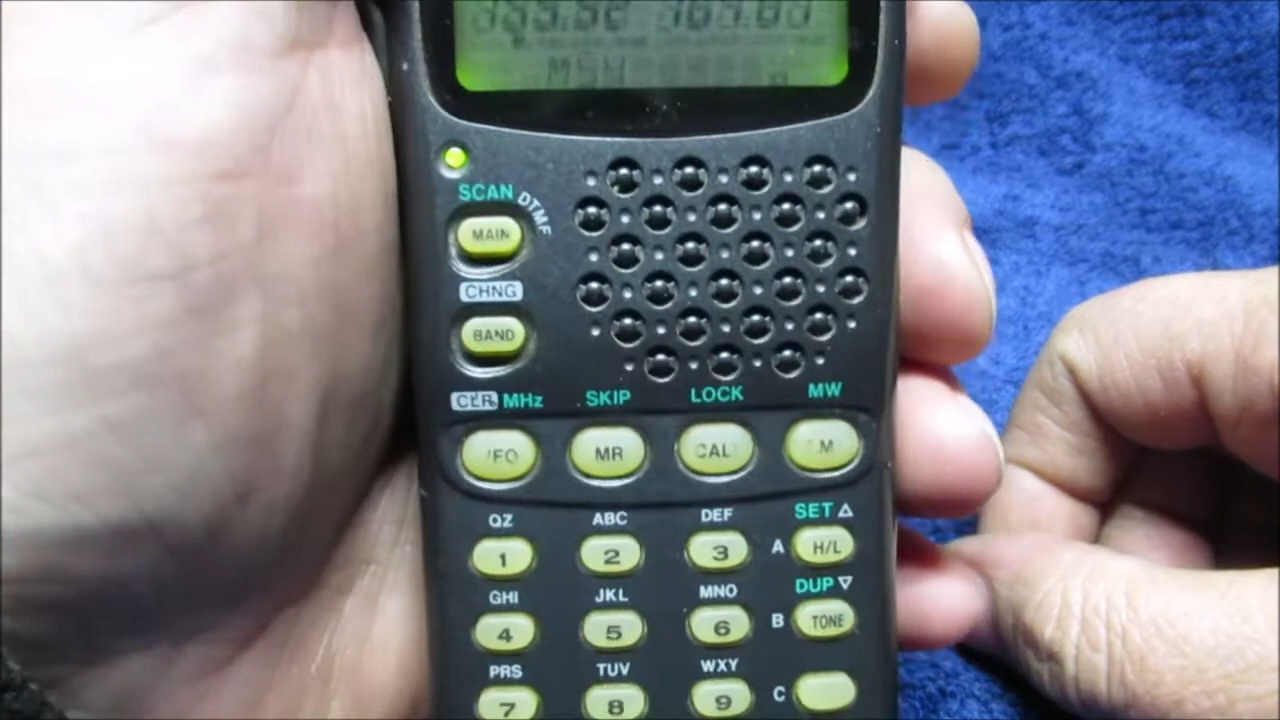 SCAN DTMF
MAIN
CHNG
BAND
CLR MHz SKIP LOCK MW
MR CAL
QZ ABC DEF SET △
1 2 3 A H/L
GHI JKL MNO DUP ▽
4 5 6 B TONE
PRS TUV WXY
7 8 9 C